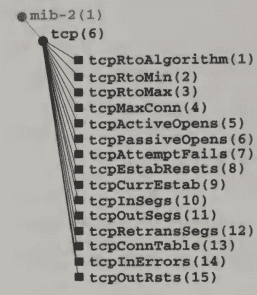 mib-2(1)
tcp(6)
tcpRtoAlgorithm(1)
tcpRtoMin(2)
tcpRtoMax(3)
tcpMaxConn(4)
tcpActiveOpens(5)
tcpPassiveOpens(6)
tcpAttemptFails(7)
tcpEstabResets(8)
tcpCurrEstab(9)
tcpInSegs(10)
tcpOutSegs(11)
tcpRetransSegs(12)
tcpConnTable(13)
tcpInErrors(14)
tcpOutRsts(15)